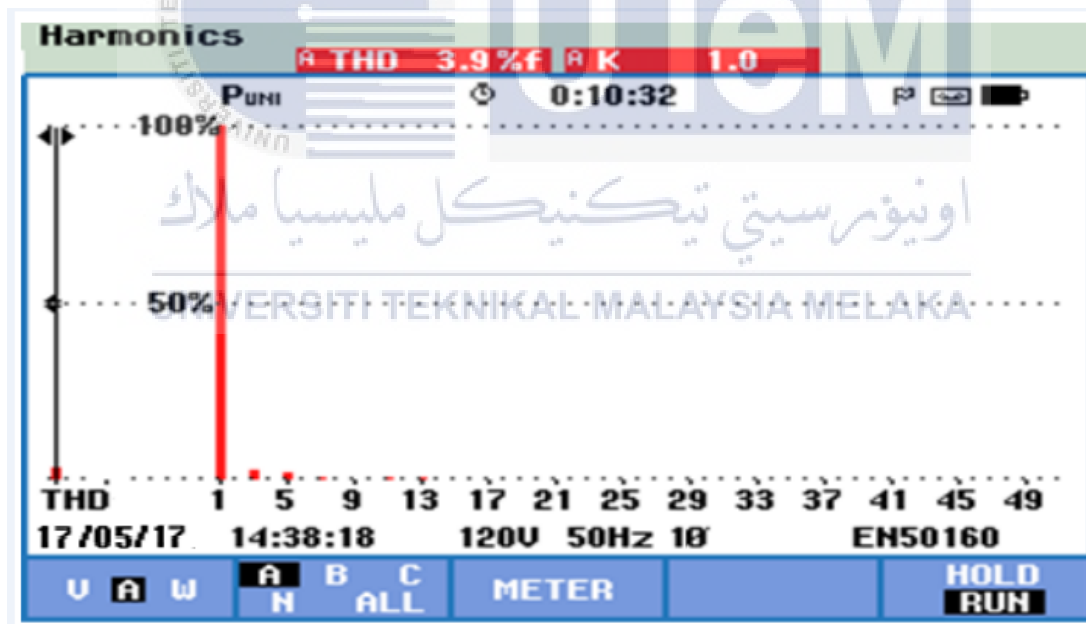 Harmonics
A THD 3.9%f A K 1.0
PUNI 0:10:32
100%
اونيۏرسيتي تيكنيكل مليسيا ملاك
50%
UNIVERSITI TEKNIKAL MALAYSIA MELAKA
THD 1 5 9 13 17 21 25 29 33 37 41 45 49
17/05/17 14:38:18 120V 50Hz 1Ø EN50160
V A W A B C METER HOLD
N ALL RUN